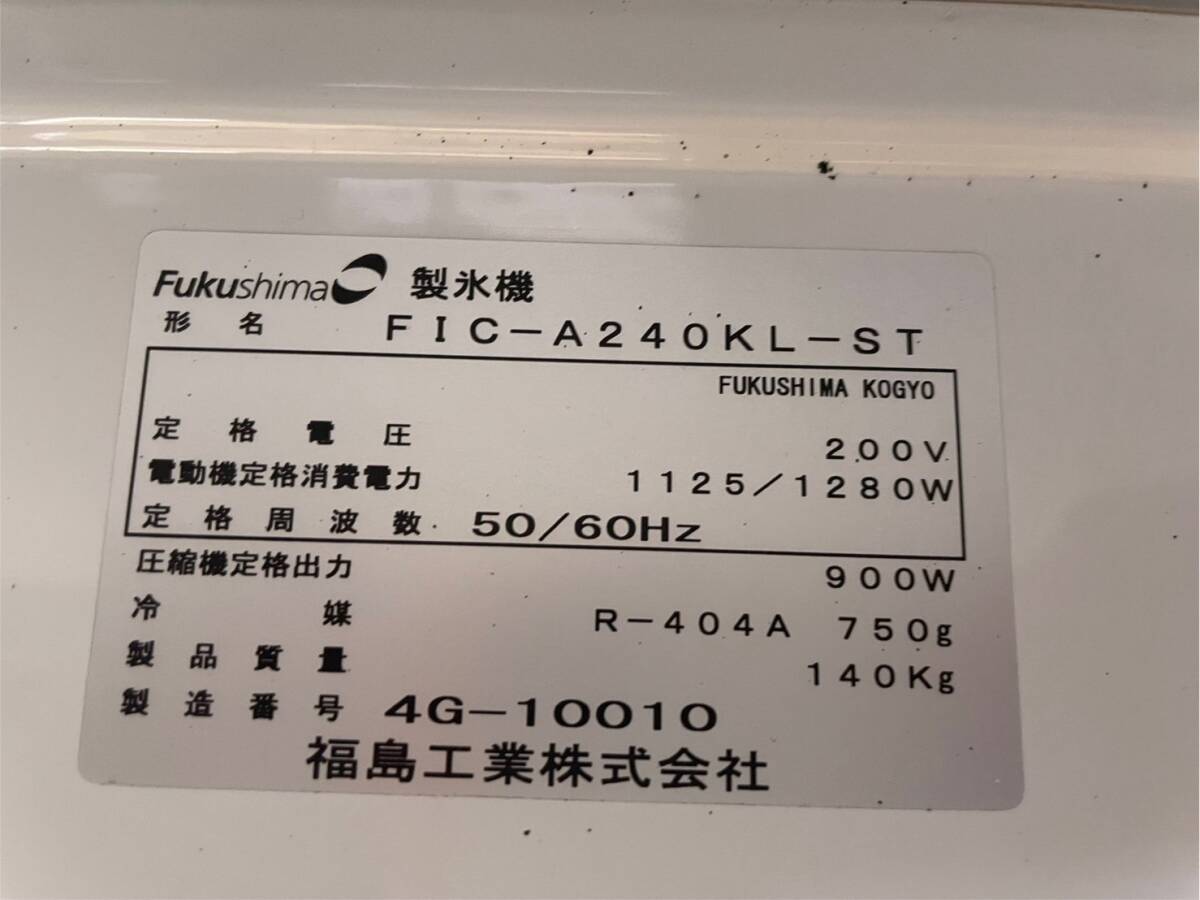 Fukushima 製氷機
形名 FIC-A240KL-ST
FUKUSHIMA KOGYO
定格電圧 200V
電動機定格消費電力 1125/1280W
定格周波数 50/60Hz
圧縮機定格出力 900W
冷媒 R-404A 750g
製品質量 140Kg
製造番号 4G-10010
福島工業株式会社